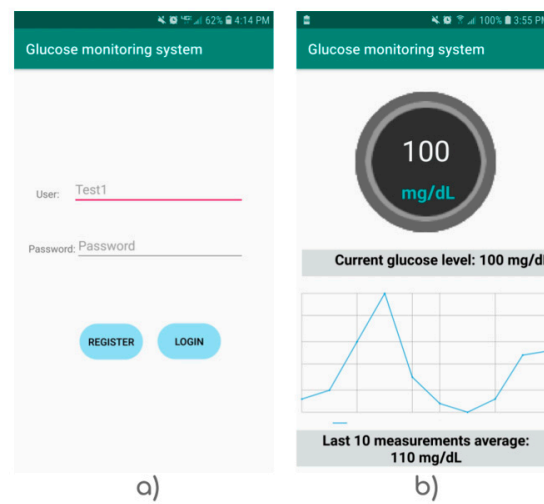 62% 4:14 PM
Glucose monitoring system
User: Test1
Password: Password
REGISTER LOGIN
a)
100% 3:55 PM
Glucose monitoring system
100
mg/dL
Current glucose level: 100 mg/dl
Last 10 measurements average:
110 mg/dL
b)